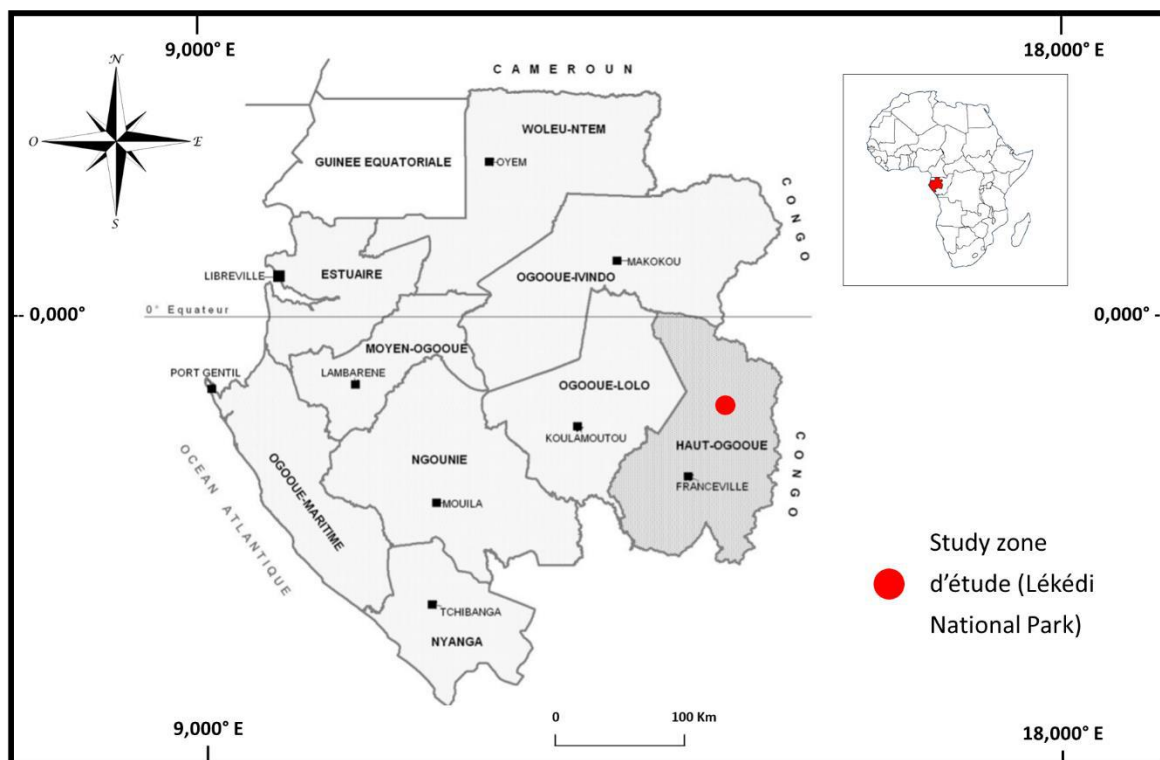 9,000° E
18,000° E
N
O
E
S
CAMEROUN
WOLEU-NTEM
OYEM
GUINEE EQUATORIALE
CONGO
LIBREVILLE
ESTUAIRE
OGOOUE-IVINDO
MAKOKOU
0° Equateur
-- 0,000°
0,000° --
MOYEN-OGOOUE
PORT GENTIL
LAMBARENE
OGOOUE-LOLO
KOULAMOUTOU
HAUT-OGOOUE
FRANCEVILLE
CONGO
NGOUNIE
MOUILA
OGOOUE-MARITIME
OCEAN ATLANTIQUE
TCHIBANGA
NYANGA
Study zone
d’étude (Lékédi
National Park)
0
100 Km
9,000° E
18,000° E